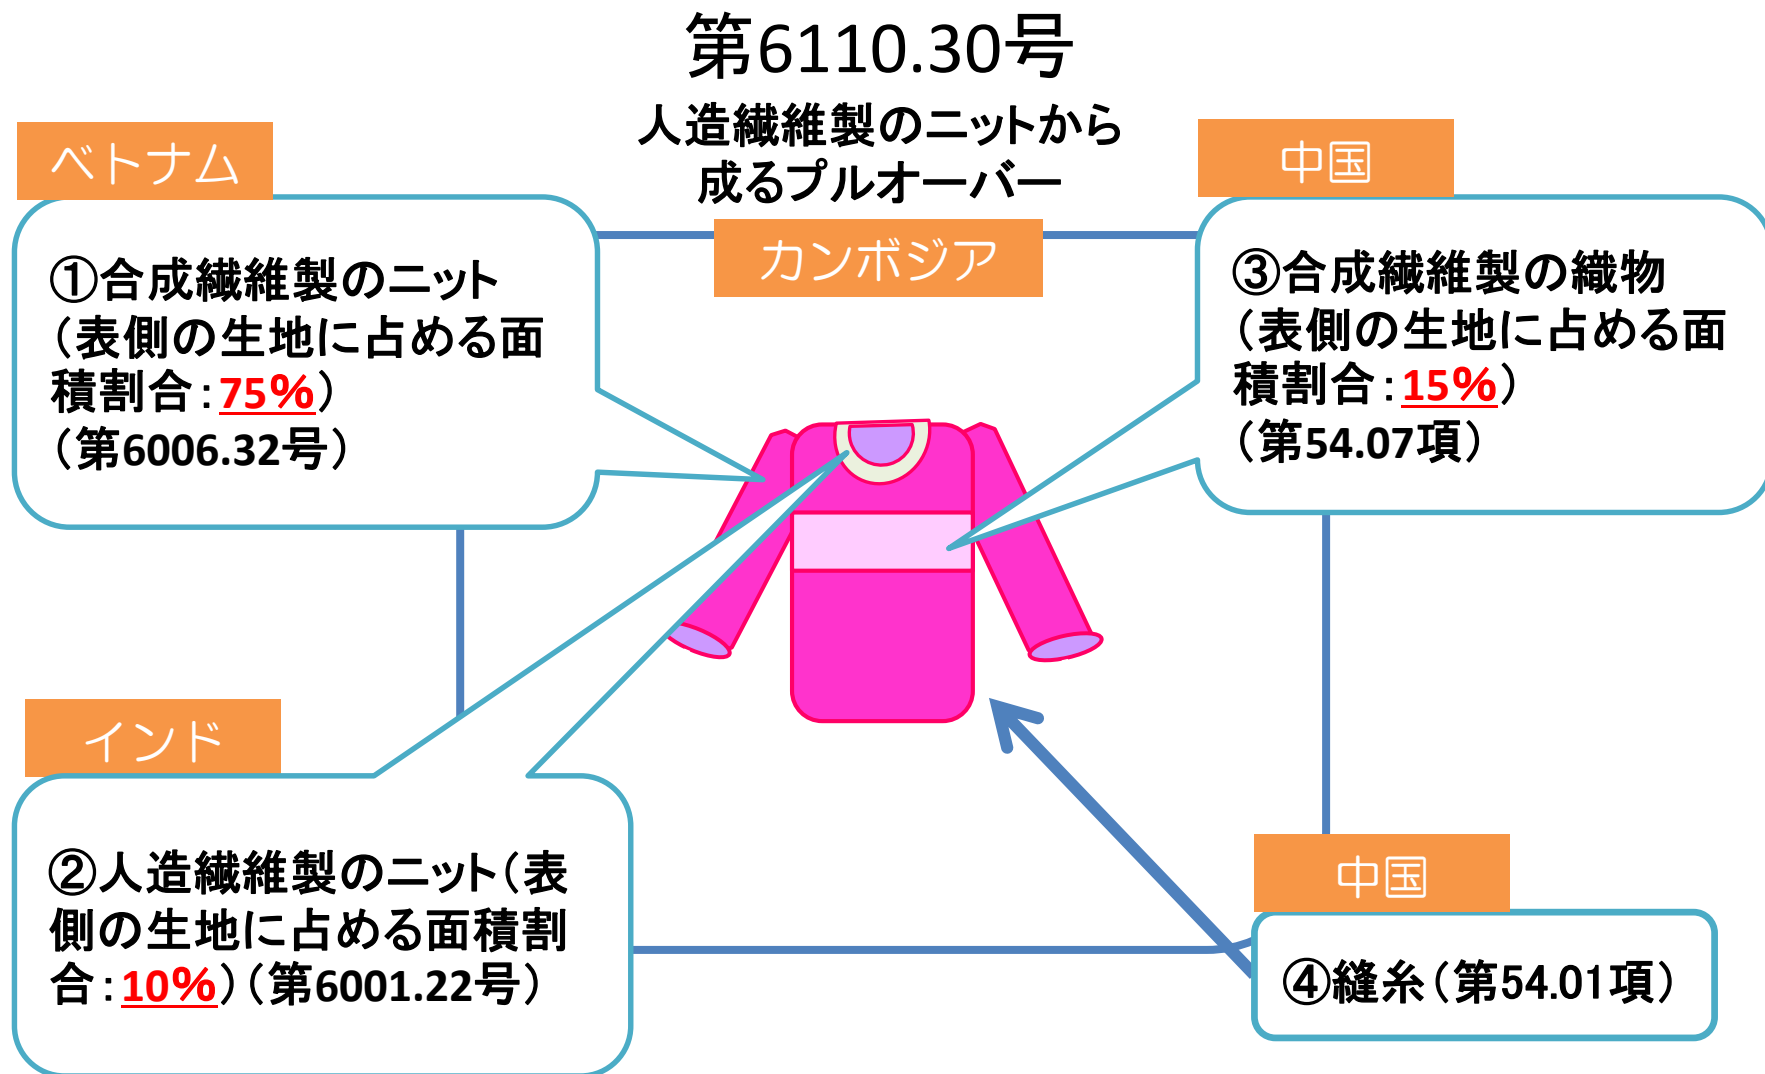 第6110.30号
人造繊維製のニットから
成るプルオーバー
ベトナム
①合成繊維製のニット
（表側の生地に占める面
積割合：75％）
（第6006.32号）
カンボジア
中国
③合成繊維製の織物
（表側の生地に占める面
積割合：15％）
（第54.07項）
インド
②人造繊維製のニット（表
側の生地に占める面積割
合：10％）（第6001.22号）
中国
④縫糸（第54.01項）